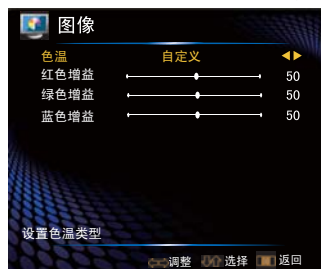 图像
色温 自定义
红色增益 50
绿色增益 50
蓝色增益 50
设置色温类型
调整 选择 返回